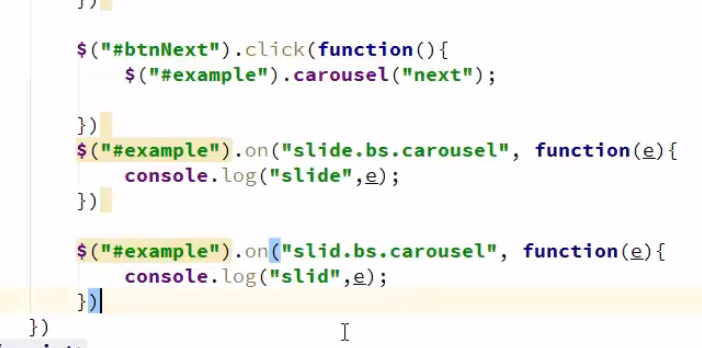 })
$("#btnNext").click(function(){
$("#example").carousel("next");
})
$("#example").on("slide.bs.carousel", function(e){
console.log("slide",e);
})
$("#example").on("slid.bs.carousel", function(e){
console.log("slid",e);
})
})